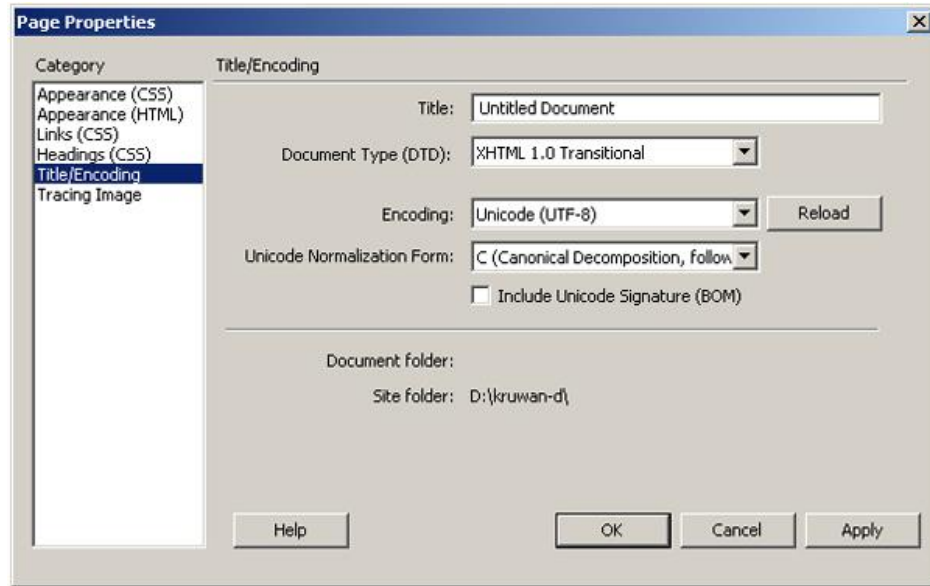 Page Properties
Category
Appearance (CSS)
Appearance (HTML)
Links (CSS)
Headings (CSS)
Title/Encoding
Tracing Image
Title/Encoding
Title: Untitled Document
Document Type (DTD): XHTML 1.0 Transitional
Encoding: Unicode (UTF-8) Reload
Unicode Normalization Form: C (Canonical Decomposition, follow
Include Unicode Signature (BOM)
Document folder:
Site folder: D:\kruwan-d\
Help OK Cancel Apply